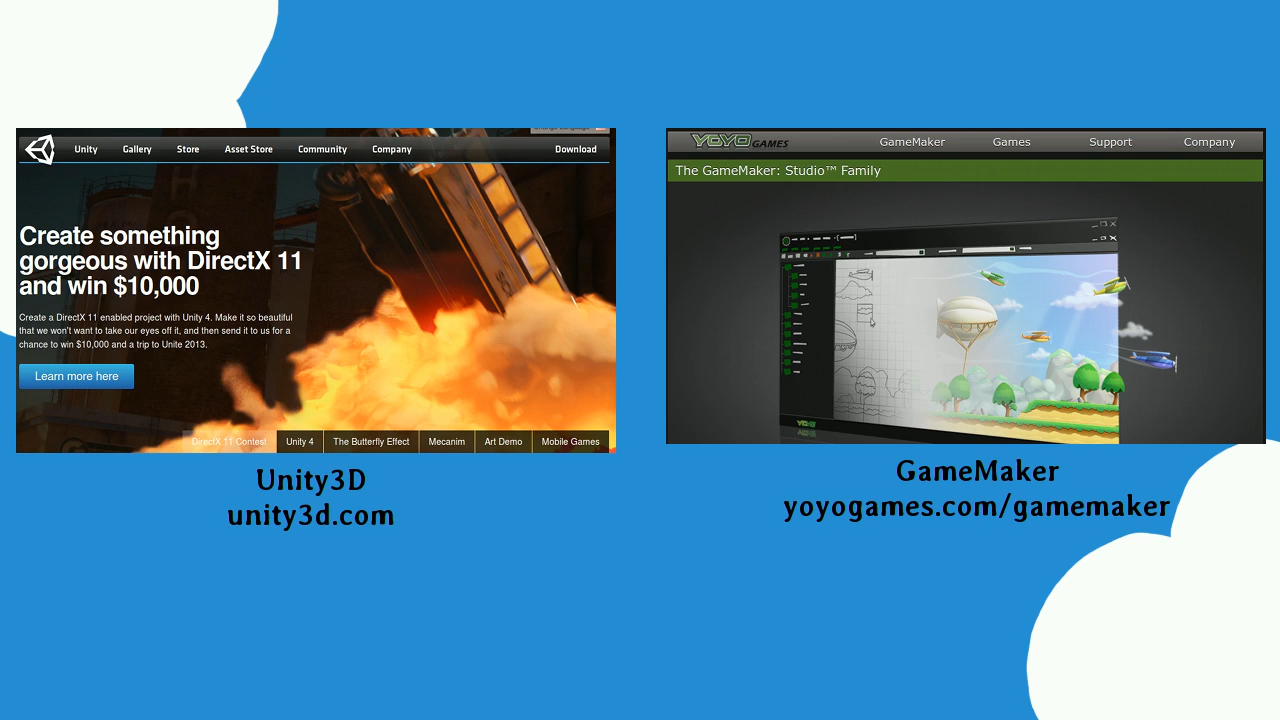 Unity
Gallery
Store
Asset Store
Community
Company
Download
Create something
gorgeous with DirectX 11
and win $10,000
Create a DirectX 11 enabled project with Unity 4. Make it so beautiful
that we won't want to take our eyes off it, and then send it to us for a
chance to win $10,000 and a trip to Unite 2013.
Learn more here
DirectX 11 Contest
Unity 4
The Butterfly Effect
Mecanim
Art Demo
Mobile Games
Unity3D
unity3d.com
YOYO GAMES
GameMaker
Games
Support
Company
The GameMaker: Studio™ Family
YOYO
GameMaker
yoyogames.com/gamemaker